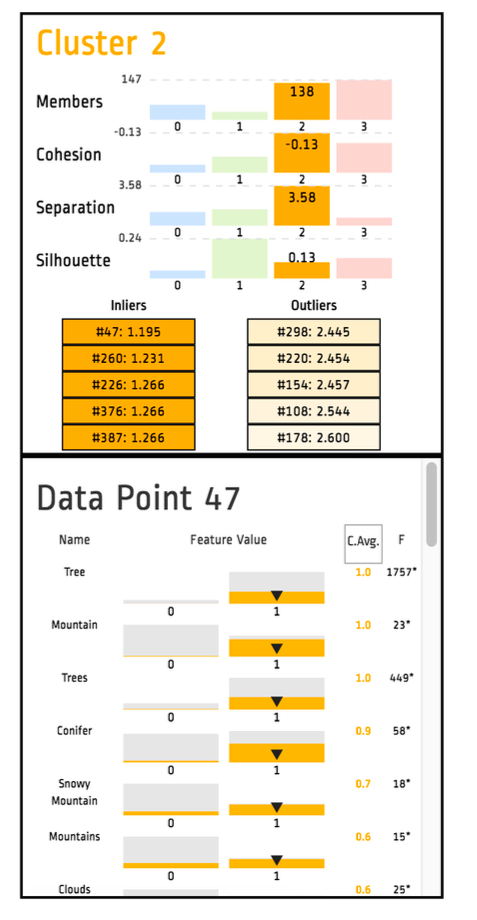 Cluster 2
147
Members
138
0 1 2 3
-0.13
Cohesion
-0.13
0 1 2 3
3.58
Separation
3.58
0 1 2 3
0.24
Silhouette
0.13
0 1 2 3
Inliers Outliers
#47: 1.195 #298: 2.445
#260: 1.231 #220: 2.454
#226: 1.266 #154: 2.457
#376: 1.266 #108: 2.544
#387: 1.266 #178: 2.600
Data Point 47
Name Feature Value C.Avg. F
Tree 1.0 1757*
0 1
Mountain 1.0 23*
0 1
Trees 1.0 449*
0 1
Conifer 0.9 58*
0 1
Snowy 0.7 18*
Mountain
0 1
Mountains 0.6 15*
0 1
Clouds 0.6 25*